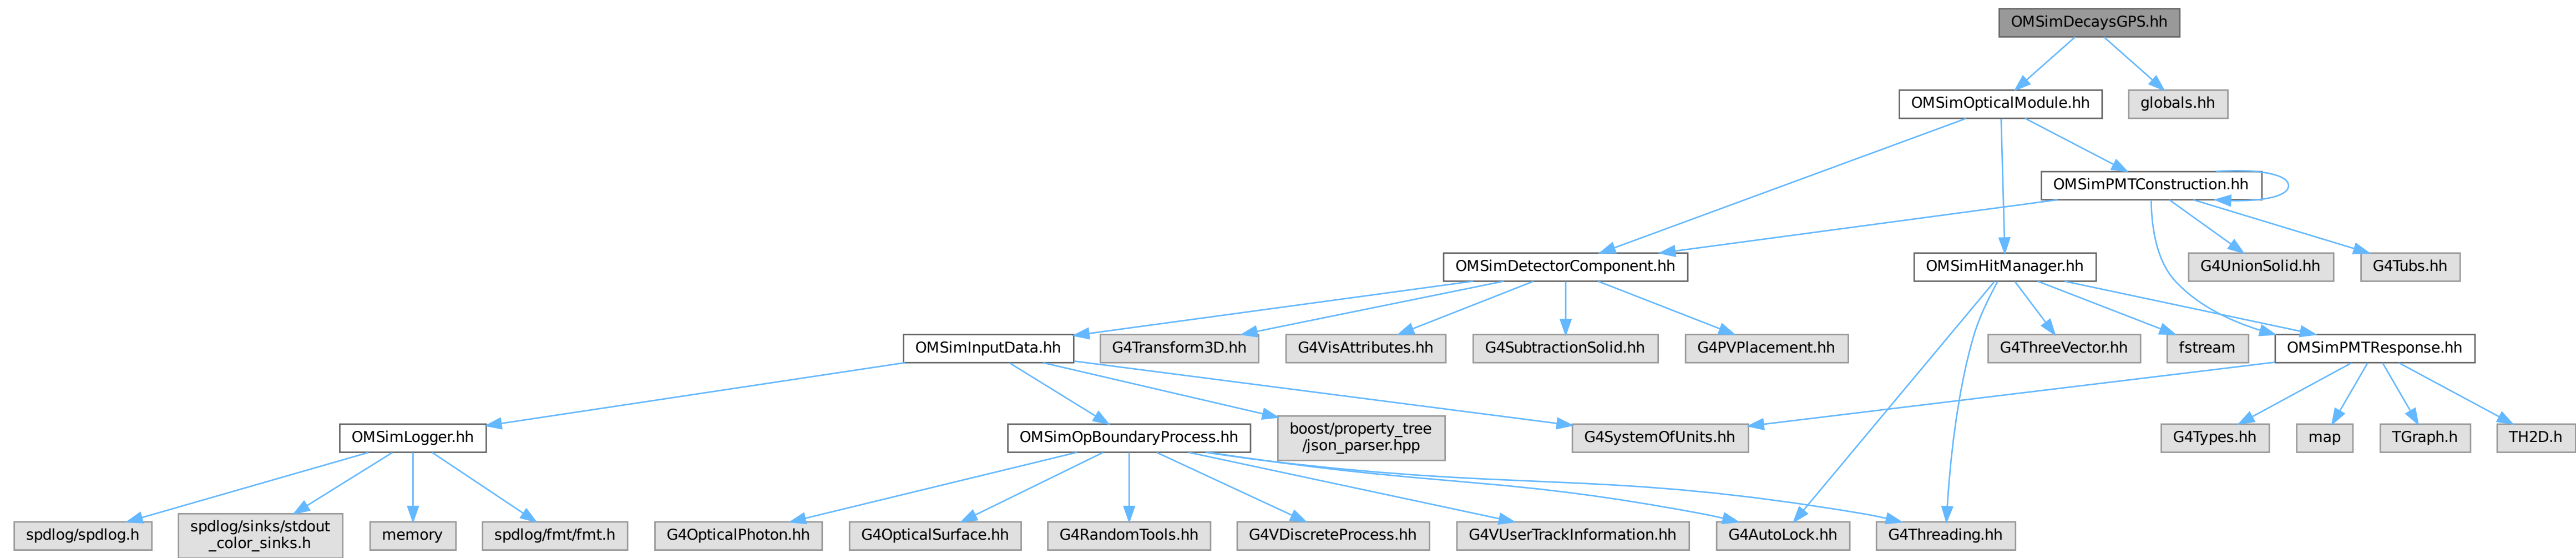 OMSimDecaysGPS.hh
OMSimOpticalModule.hh
globals.hh
OMSimPMTConstruction.hh
OMSimDetectorComponent.hh
OMSimHitManager.hh
G4UnionSolid.hh
G4Tubs.hh
OMSimInputData.hh
G4Transform3D.hh
G4VisAttributes.hh
G4SubtractionSolid.hh
G4PVPlacement.hh
G4ThreeVector.hh
fstream
OMSimPMTResponse.hh
OMSimLogger.hh
OMSimOpBoundaryProcess.hh
boost/property_tree
/json_parser.hpp
G4SystemOfUnits.hh
G4Types.hh
map
TGraph.h
TH2D.h
spdlog/spdlog.h
spdlog/sinks/stdout
_color_sinks.h
memory
spdlog/fmt/fmt.h
G4OpticalPhoton.hh
G4OpticalSurface.hh
G4RandomTools.hh
G4VDiscreteProcess.hh
G4VUserTrackInformation.hh
G4AutoLock.hh
G4Threading.hh